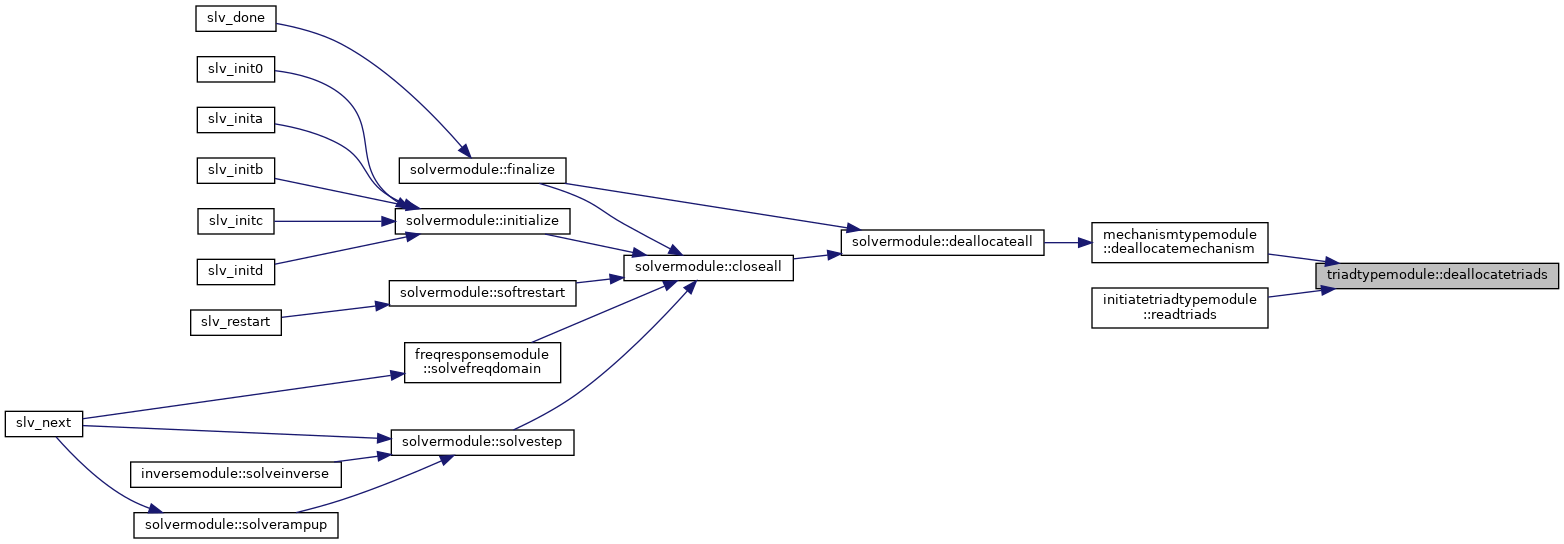 slv_done
slv_init0
slv_inita
slv_initb
slv_initc
slv_initd
slv_restart
slv_next
inversemodule::solveinverse
solvermodule::solverampup
solvermodule::finalize
solvermodule::initialize
solvermodule::softrestart
freqresponsemodule
::solvefreqdomain
solvermodule::solvestep
solvermodule::closeall
solvermodule::deallocateall
mechanismtypemodule
::deallocatemechanism
initiatetriadtypemodule
::readtriads
triadtypemodule::deallocatetriads